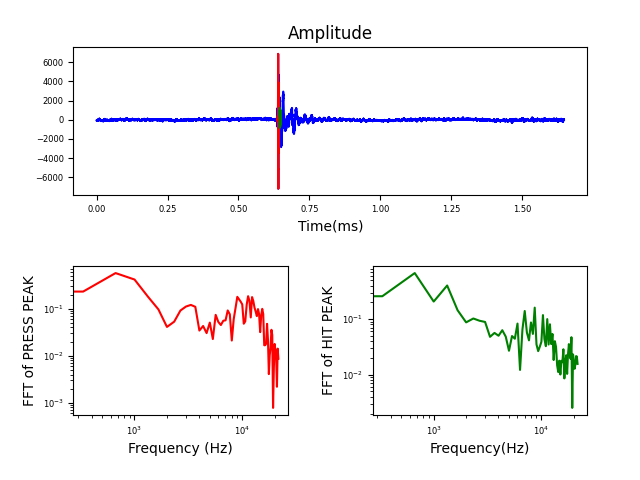 Amplitude
6000
4000
2000
0
−2000
−4000
−6000
0.00 0.25 0.50 0.75 1.00 1.25 1.50
Time(ms)
FFT of PRESS PEAK
10⁻¹
10⁻²
10⁻³
10³ 10⁴
Frequency (Hz)
FFT of HIT PEAK
10⁻¹
10⁻²
10³ 10⁴
Frequency(Hz)